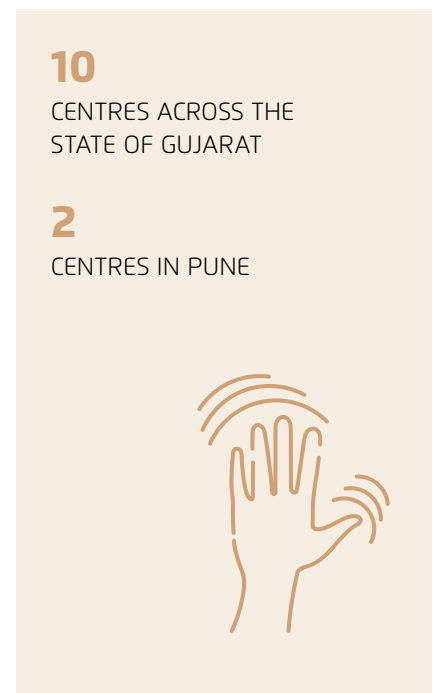 10
CENTRES ACROSS THE
STATE OF GUJARAT
2
CENTRES IN PUNE